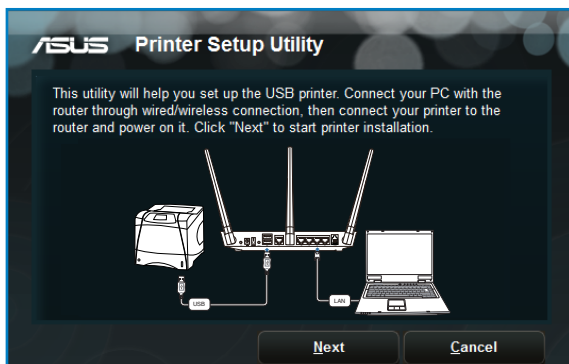 ASUS Printer Setup Utility
This utility will help you set up the USB printer. Connect your PC with the
router through wired/wireless connection, then connect your printer to the
router and power on it. Click "Next" to start printer installation.
USB
LAN
Next Cancel